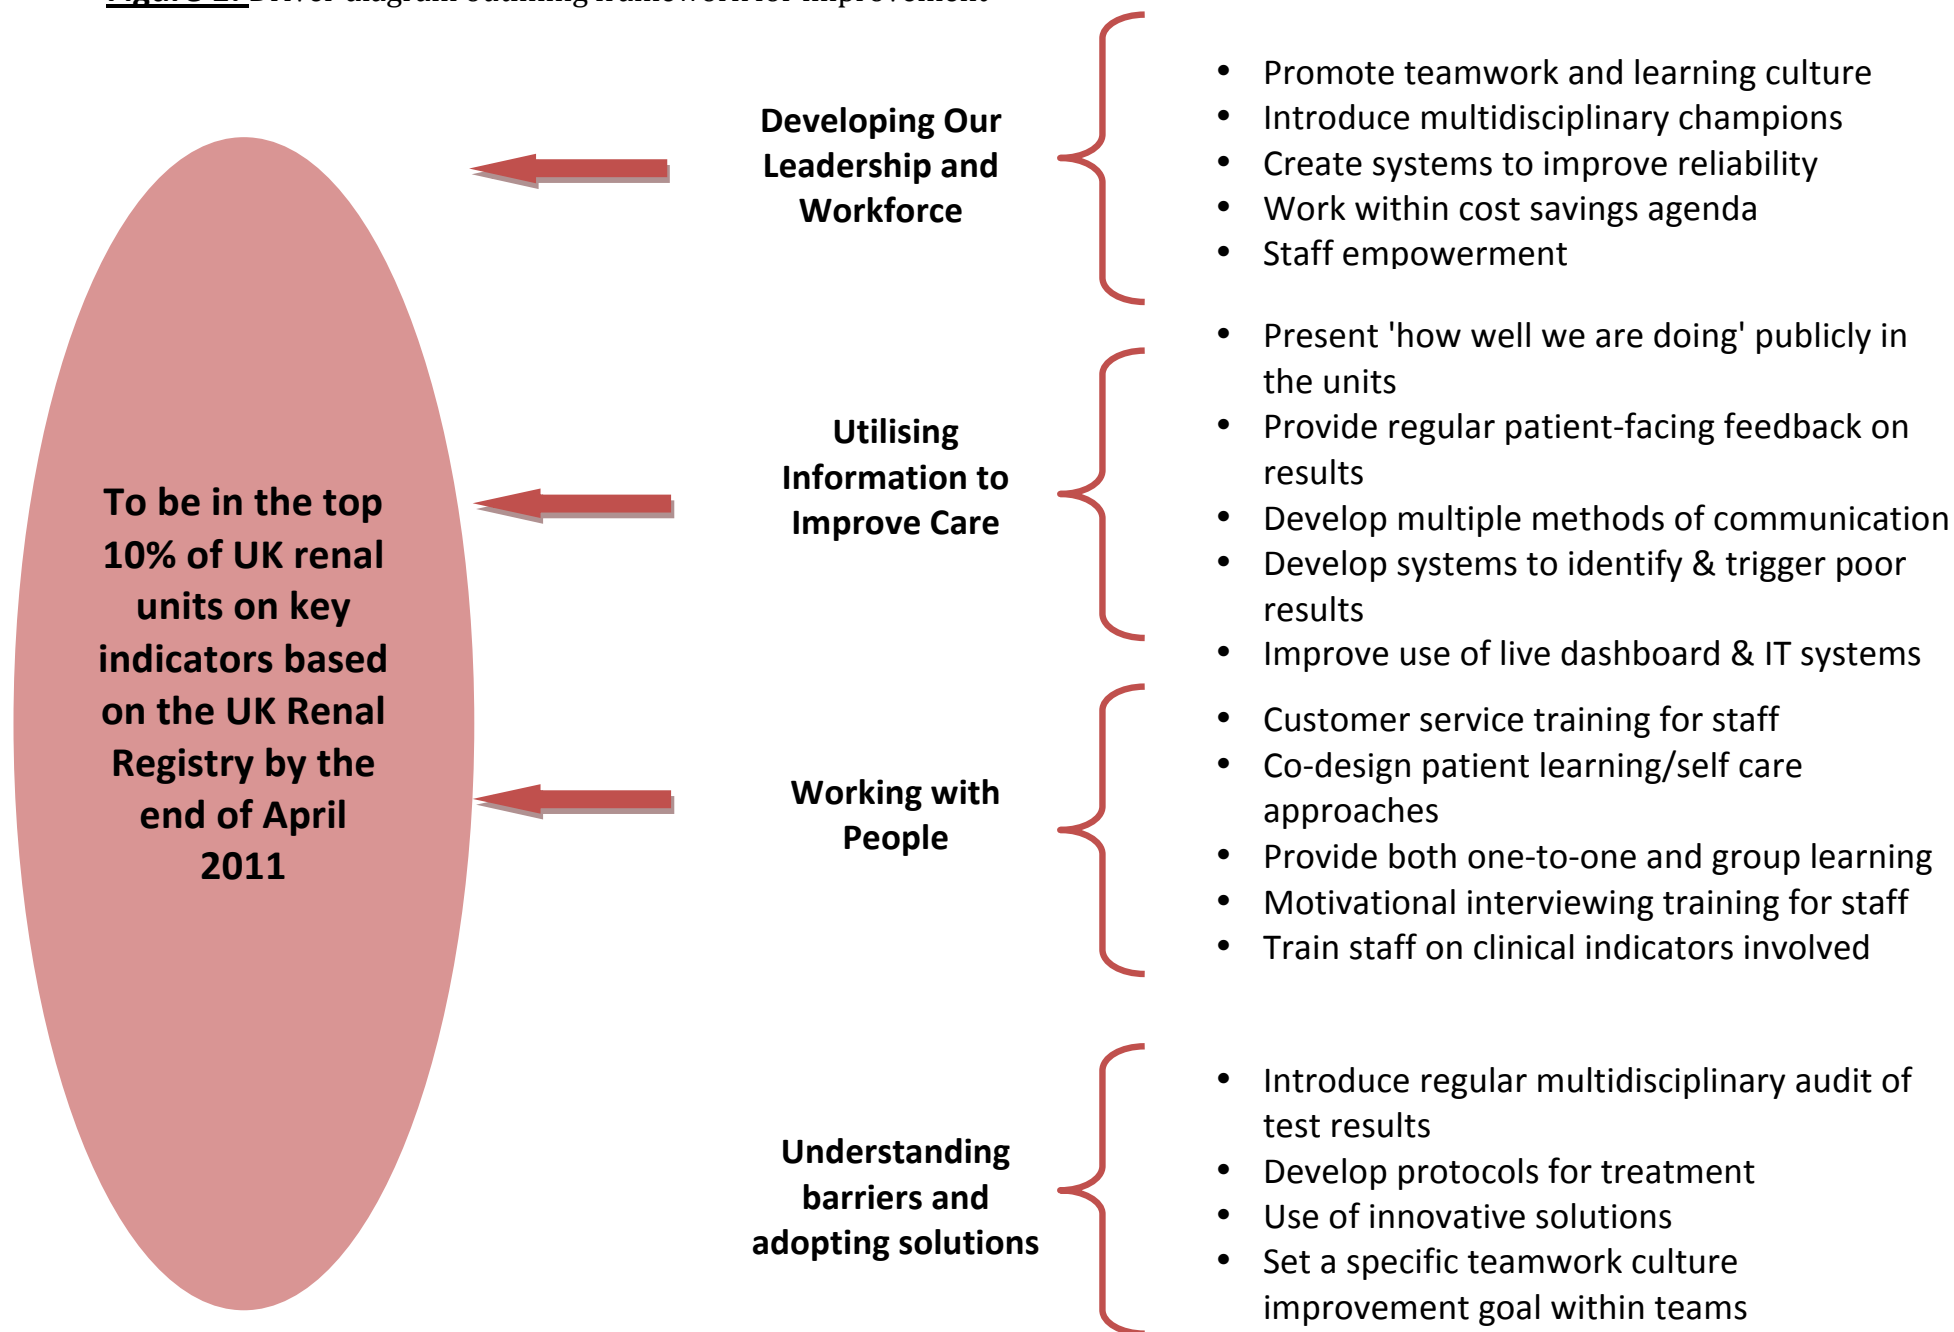 Driver diagram outlining framework for improvement
To be in the top
10% of UK renal
units on key
indicators based
on the UK Renal
Registry by the
end of April
2011
Developing Our
Leadership and
Workforce
• Promote teamwork and learning culture
• Introduce multidisciplinary champions
• Create systems to improve reliability
• Work within cost savings agenda
• Staff empowerment
Utilising
Information to
Improve Care
• Present 'how well we are doing' publicly in
the units
• Provide regular patient-facing feedback on
results
• Develop multiple methods of communication
• Develop systems to identify & trigger poor
results
• Improve use of live dashboard & IT systems
Working with
People
• Customer service training for staff
• Co-design patient learning/self care
approaches
• Provide both one-to-one and group learning
• Motivational interviewing training for staff
• Train staff on clinical indicators involved
Understanding
barriers and
adopting solutions
• Introduce regular multidisciplinary audit of
test results
• Develop protocols for treatment
• Use of innovative solutions
• Set a specific teamwork culture
improvement goal within teams